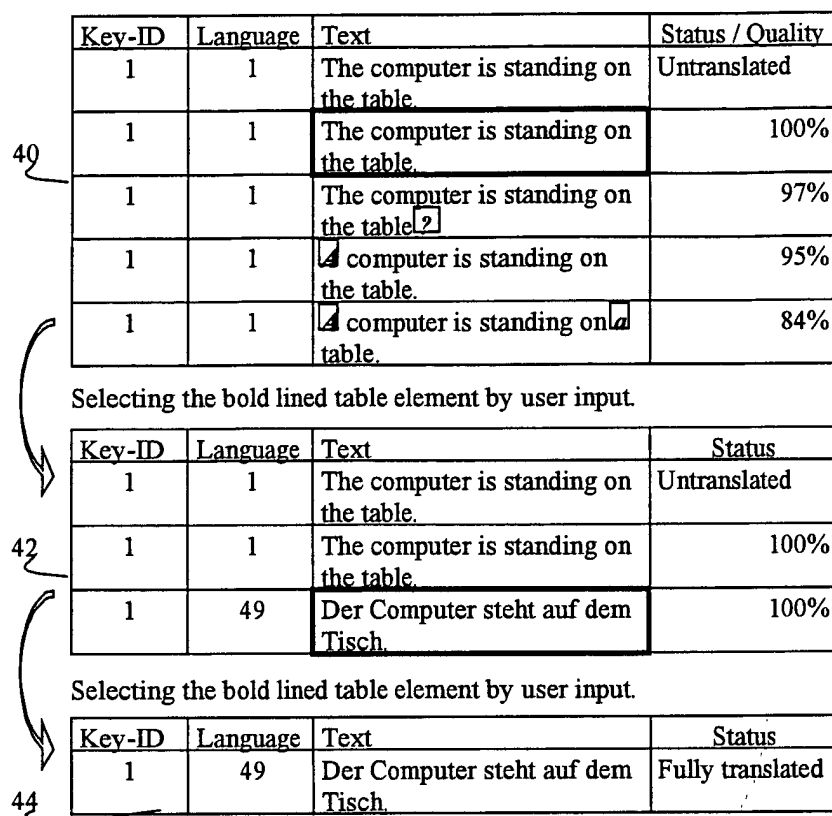 Key-ID Language Text Status / Quality
1 1 The computer is standing on Untranslated
the table.
1 1 The computer is standing on 100%
the table.
40
1 1 The computer is standing on 97%
the table?
1 1 A computer is standing on 95%
the table.
1 1 A computer is standing on a 84%
table.
Selecting the bold lined table element by user input.
Key-ID Language Text Status
1 1 The computer is standing on Untranslated
the table.
42
1 1 The computer is standing on 100%
the table.
1 49 Der Computer steht auf dem 100%
Tisch.
Selecting the bold lined table element by user input.
Key-ID Language Text Status
1 49 Der Computer steht auf dem Fully translated
Tisch.
44